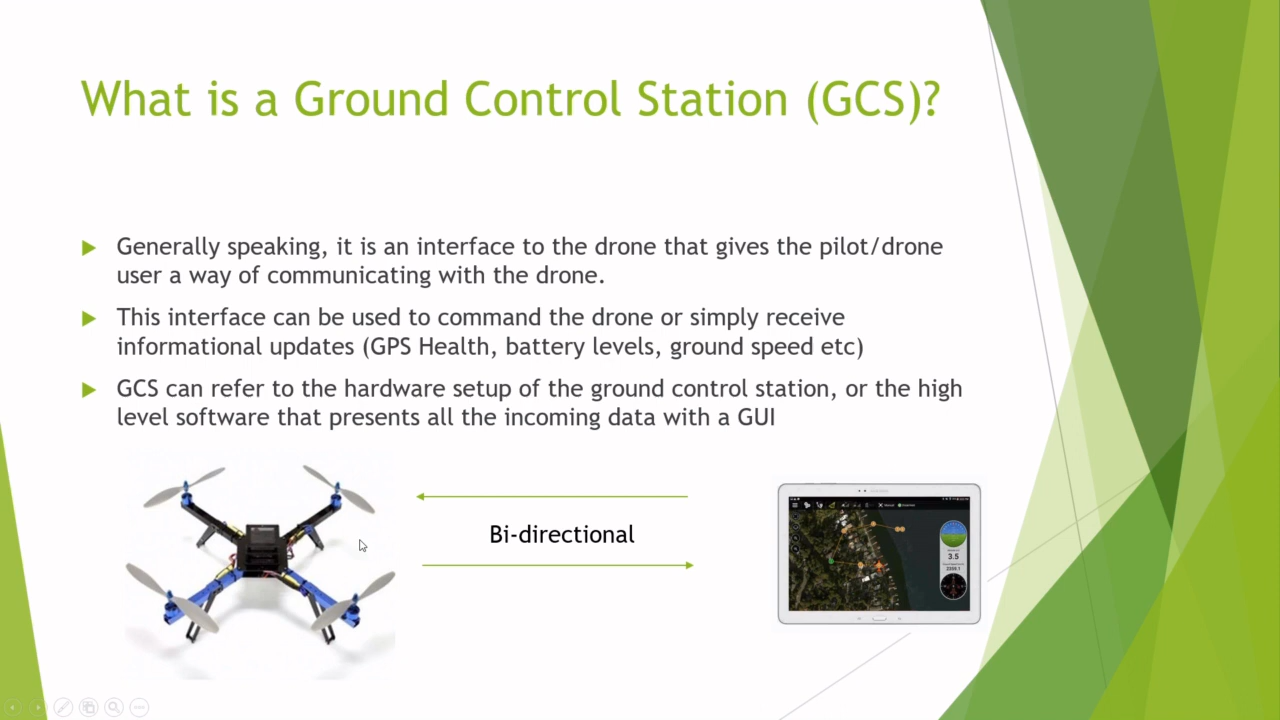 What is a Ground Control Station (GCS)?
Generally speaking, it is an interface to the drone that gives the pilot/drone
user a way of communicating with the drone.
This interface can be used to command the drone or simply receive
informational updates (GPS Health, battery levels, ground speed etc)
GCS can refer to the hardware setup of the ground control station, or the high
level software that presents all the incoming data with a GUI
Bi-directional
3.5